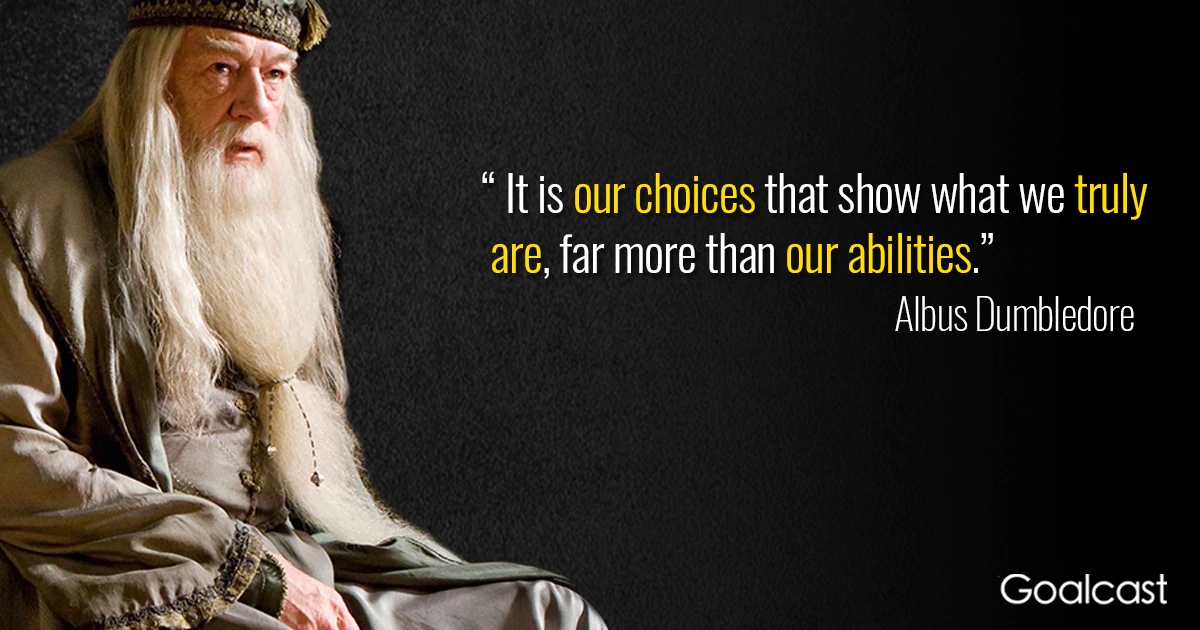 “ It is our choices that show what we truly
are, far more than our abilities.”
Albus Dumbledore
Goalcast